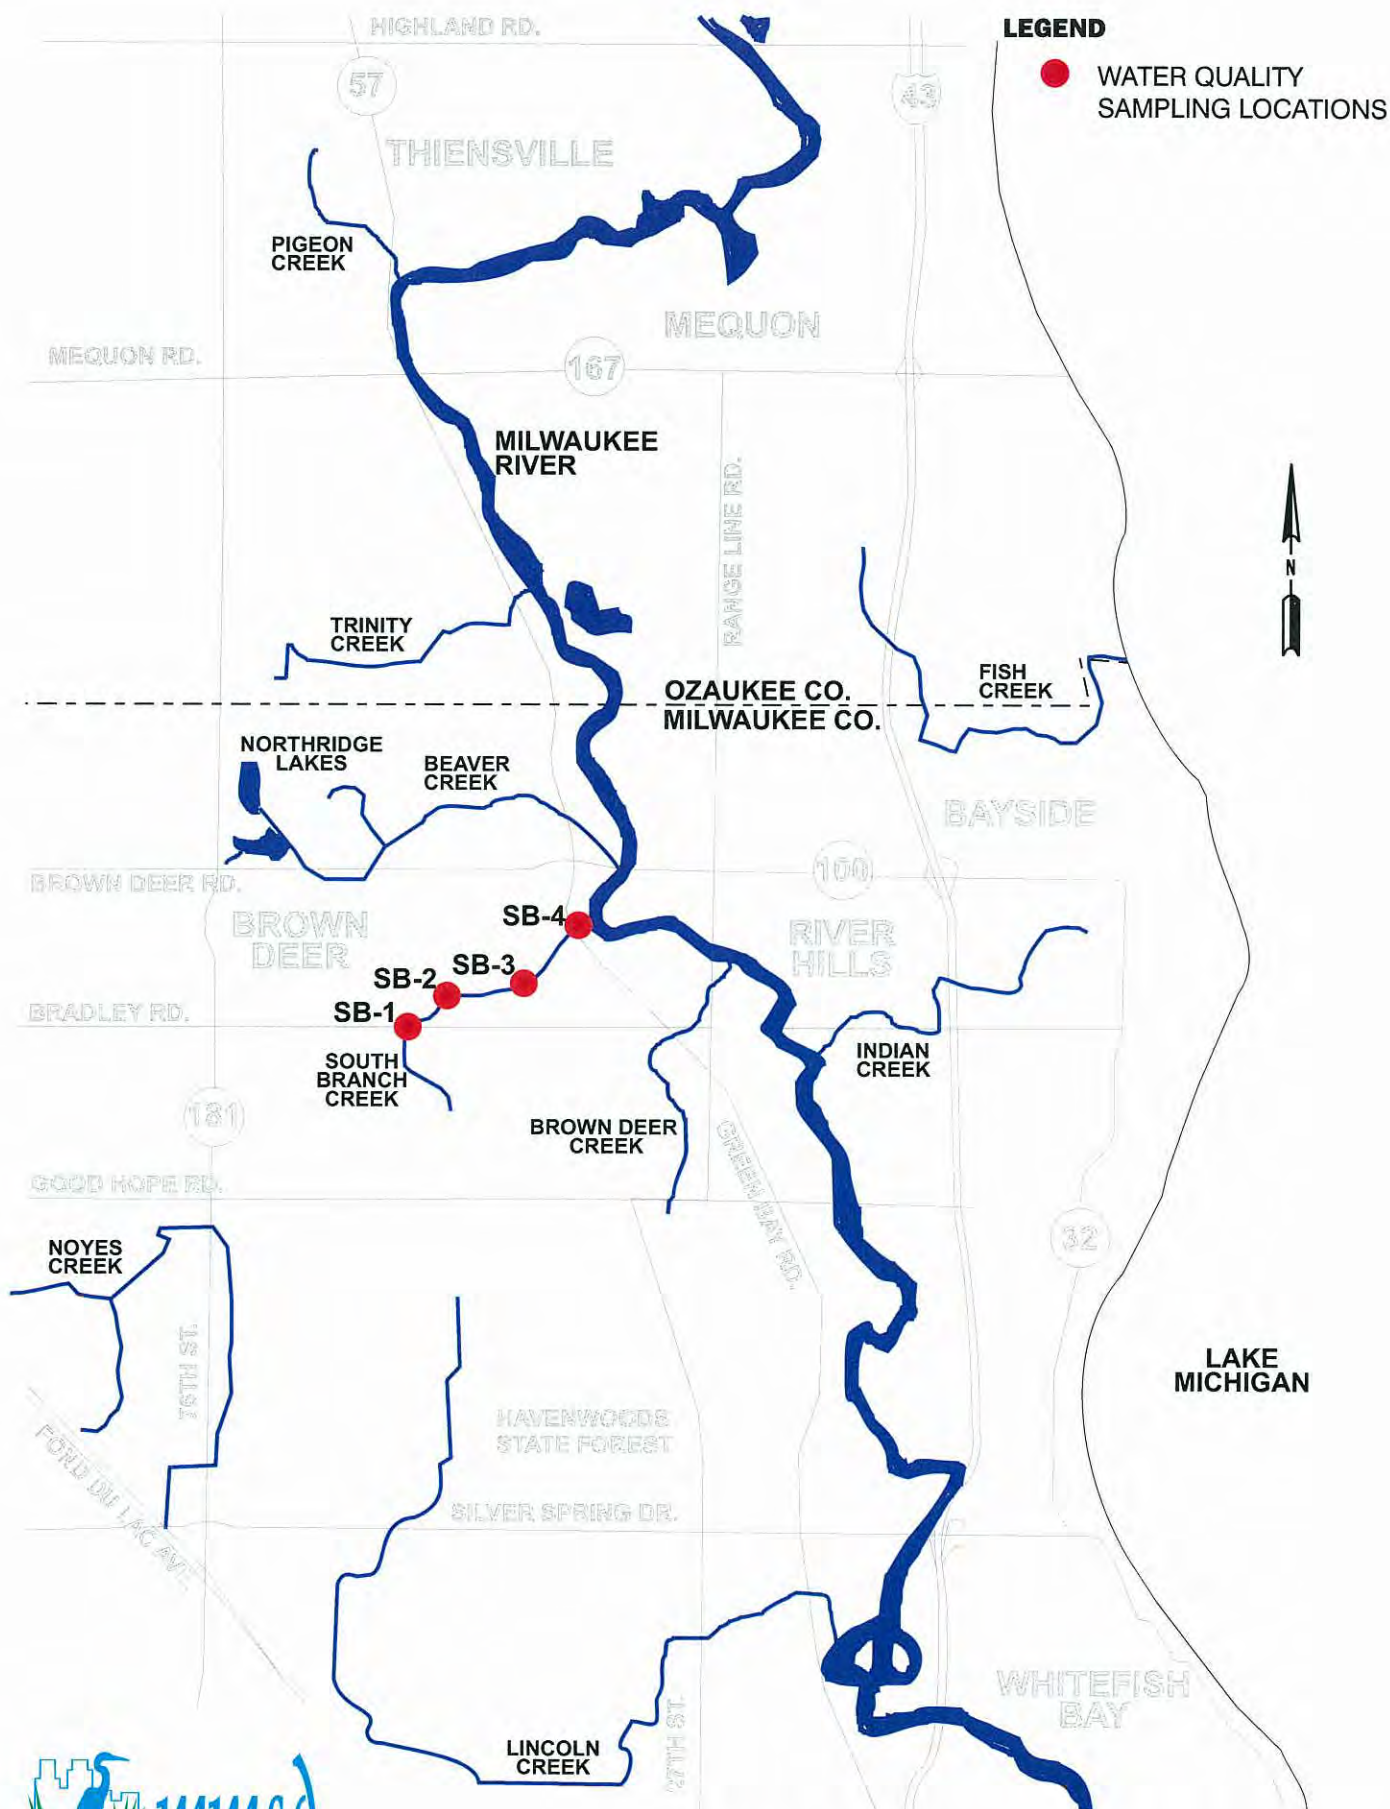 HIGHLAND RD.
LEGEND
WATER QUALITY
SAMPLING LOCATIONS
57
43
THIENSVILLE
PIGEON
CREEK
MEQUON
MEQUON RD.
167
MILWAUKEE
RIVER
RANGE LINE RD.
N
TRINITY
CREEK
FISH
CREEK
OZAUKEE CO.
MILWAUKEE CO.
NORTHRIDGE
LAKES
BEAVER
CREEK
BAYSIDE
100
BROWN DEER RD.
BROWN
DEER
SB-4
RIVER
HILLS
SB-3
SB-2
SB-1
BRADLEY RD.
SOUTH
BRANCH
CREEK
INDIAN
CREEK
181
BROWN DEER
CREEK
GREEN BAY RD.
GOOD HOPE RD.
32
NOYES
CREEK
76TH ST.
LAKE
MICHIGAN
HAVENWOODS
STATE FOREST
FOND DU LAC AVE
SILVER SPRING DR.
WHITEFISH
BAY
27TH ST.
LINCOLN
CREEK